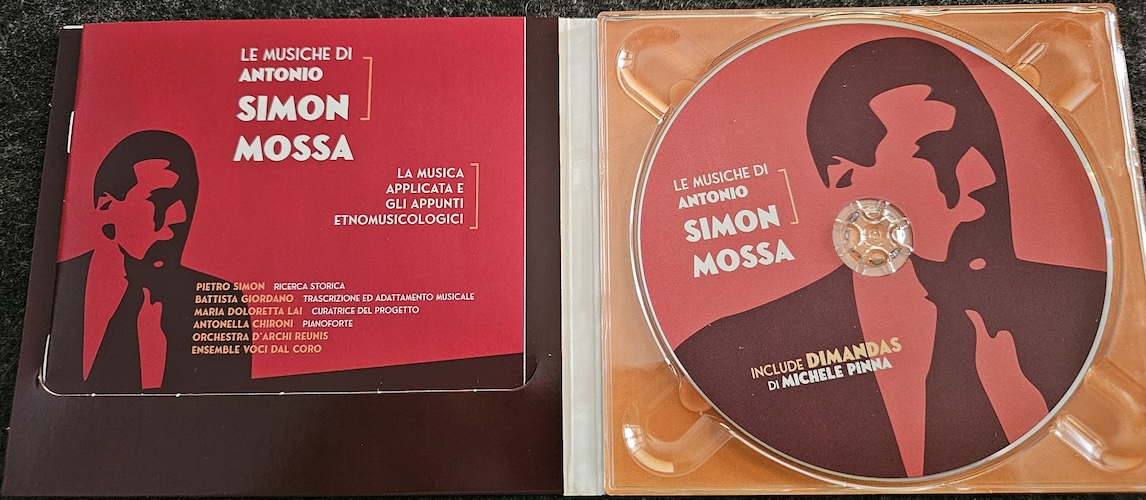 LE MUSICHE DI
ANTONIO
SIMON
MOSSA
LA MUSICA
APPLICATA E
GLI APPUNTI
ETNOMUSICOLOGICI
PIETRO SIMON RICERCA STORICA
BATTISTA GIORDANO TRASCRIZIONE ED ADATTAMENTO MUSICALE
MARIA DOLORETTA LAI CURATRICE DEL PROGETTO
ANTONELLA CHIRONI PIANOFORTE
ORCHESTRA D'ARCHI REUNIS
ENSEMBLE VOCI DAL CORO
LE MUSICHE DI
ANTONIO
SIMON
MOSSA
INCLUDE DIMANDAS
DI MICHELE PINNA